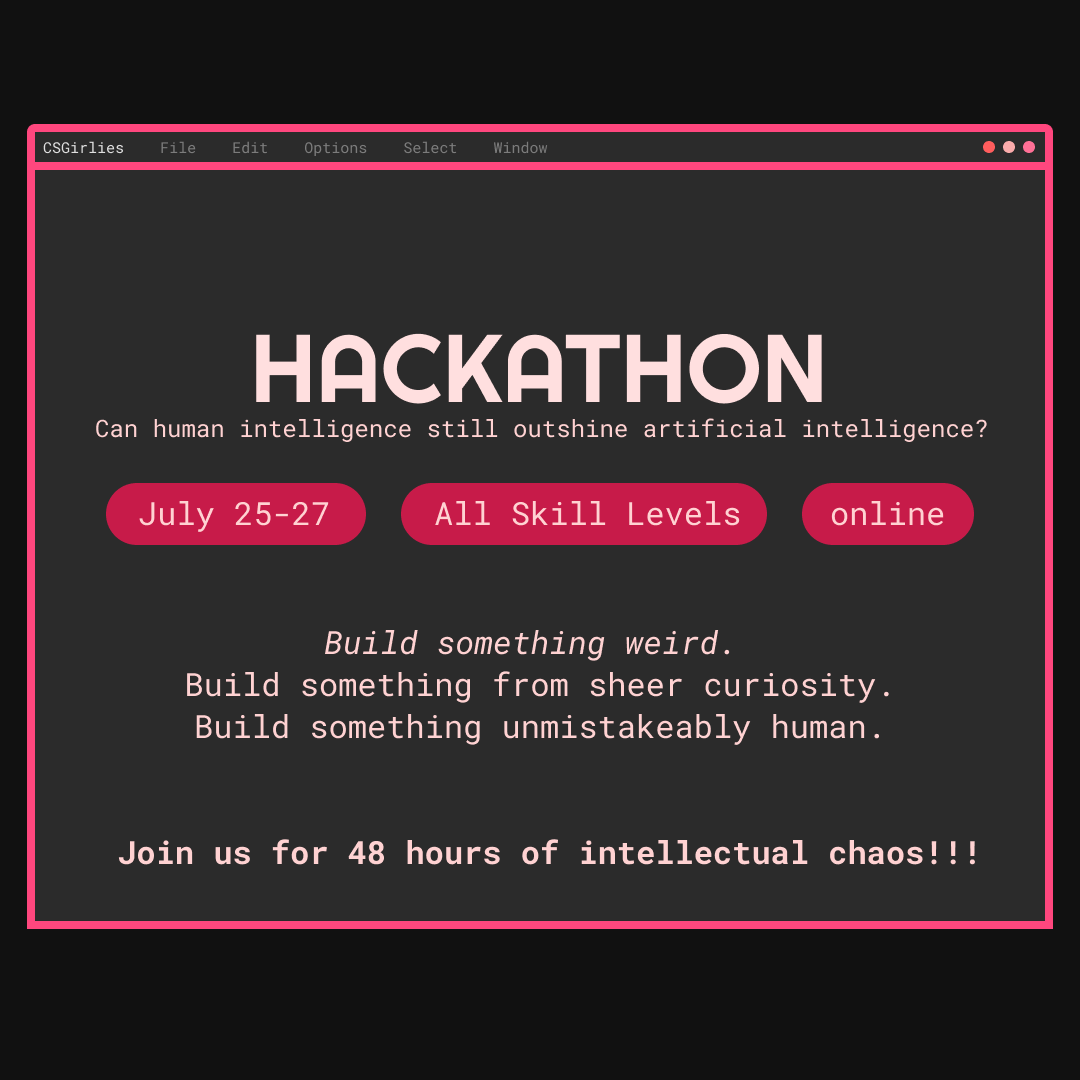 CSGirlies File Edit Options Select Window
HACKATHON
Can human intelligence still outshine artificial intelligence?
July 25-27 All Skill Levels online
Build something weird.
Build something from sheer curiosity.
Build something unmistakeably human.
Join us for 48 hours of intellectual chaos!!!